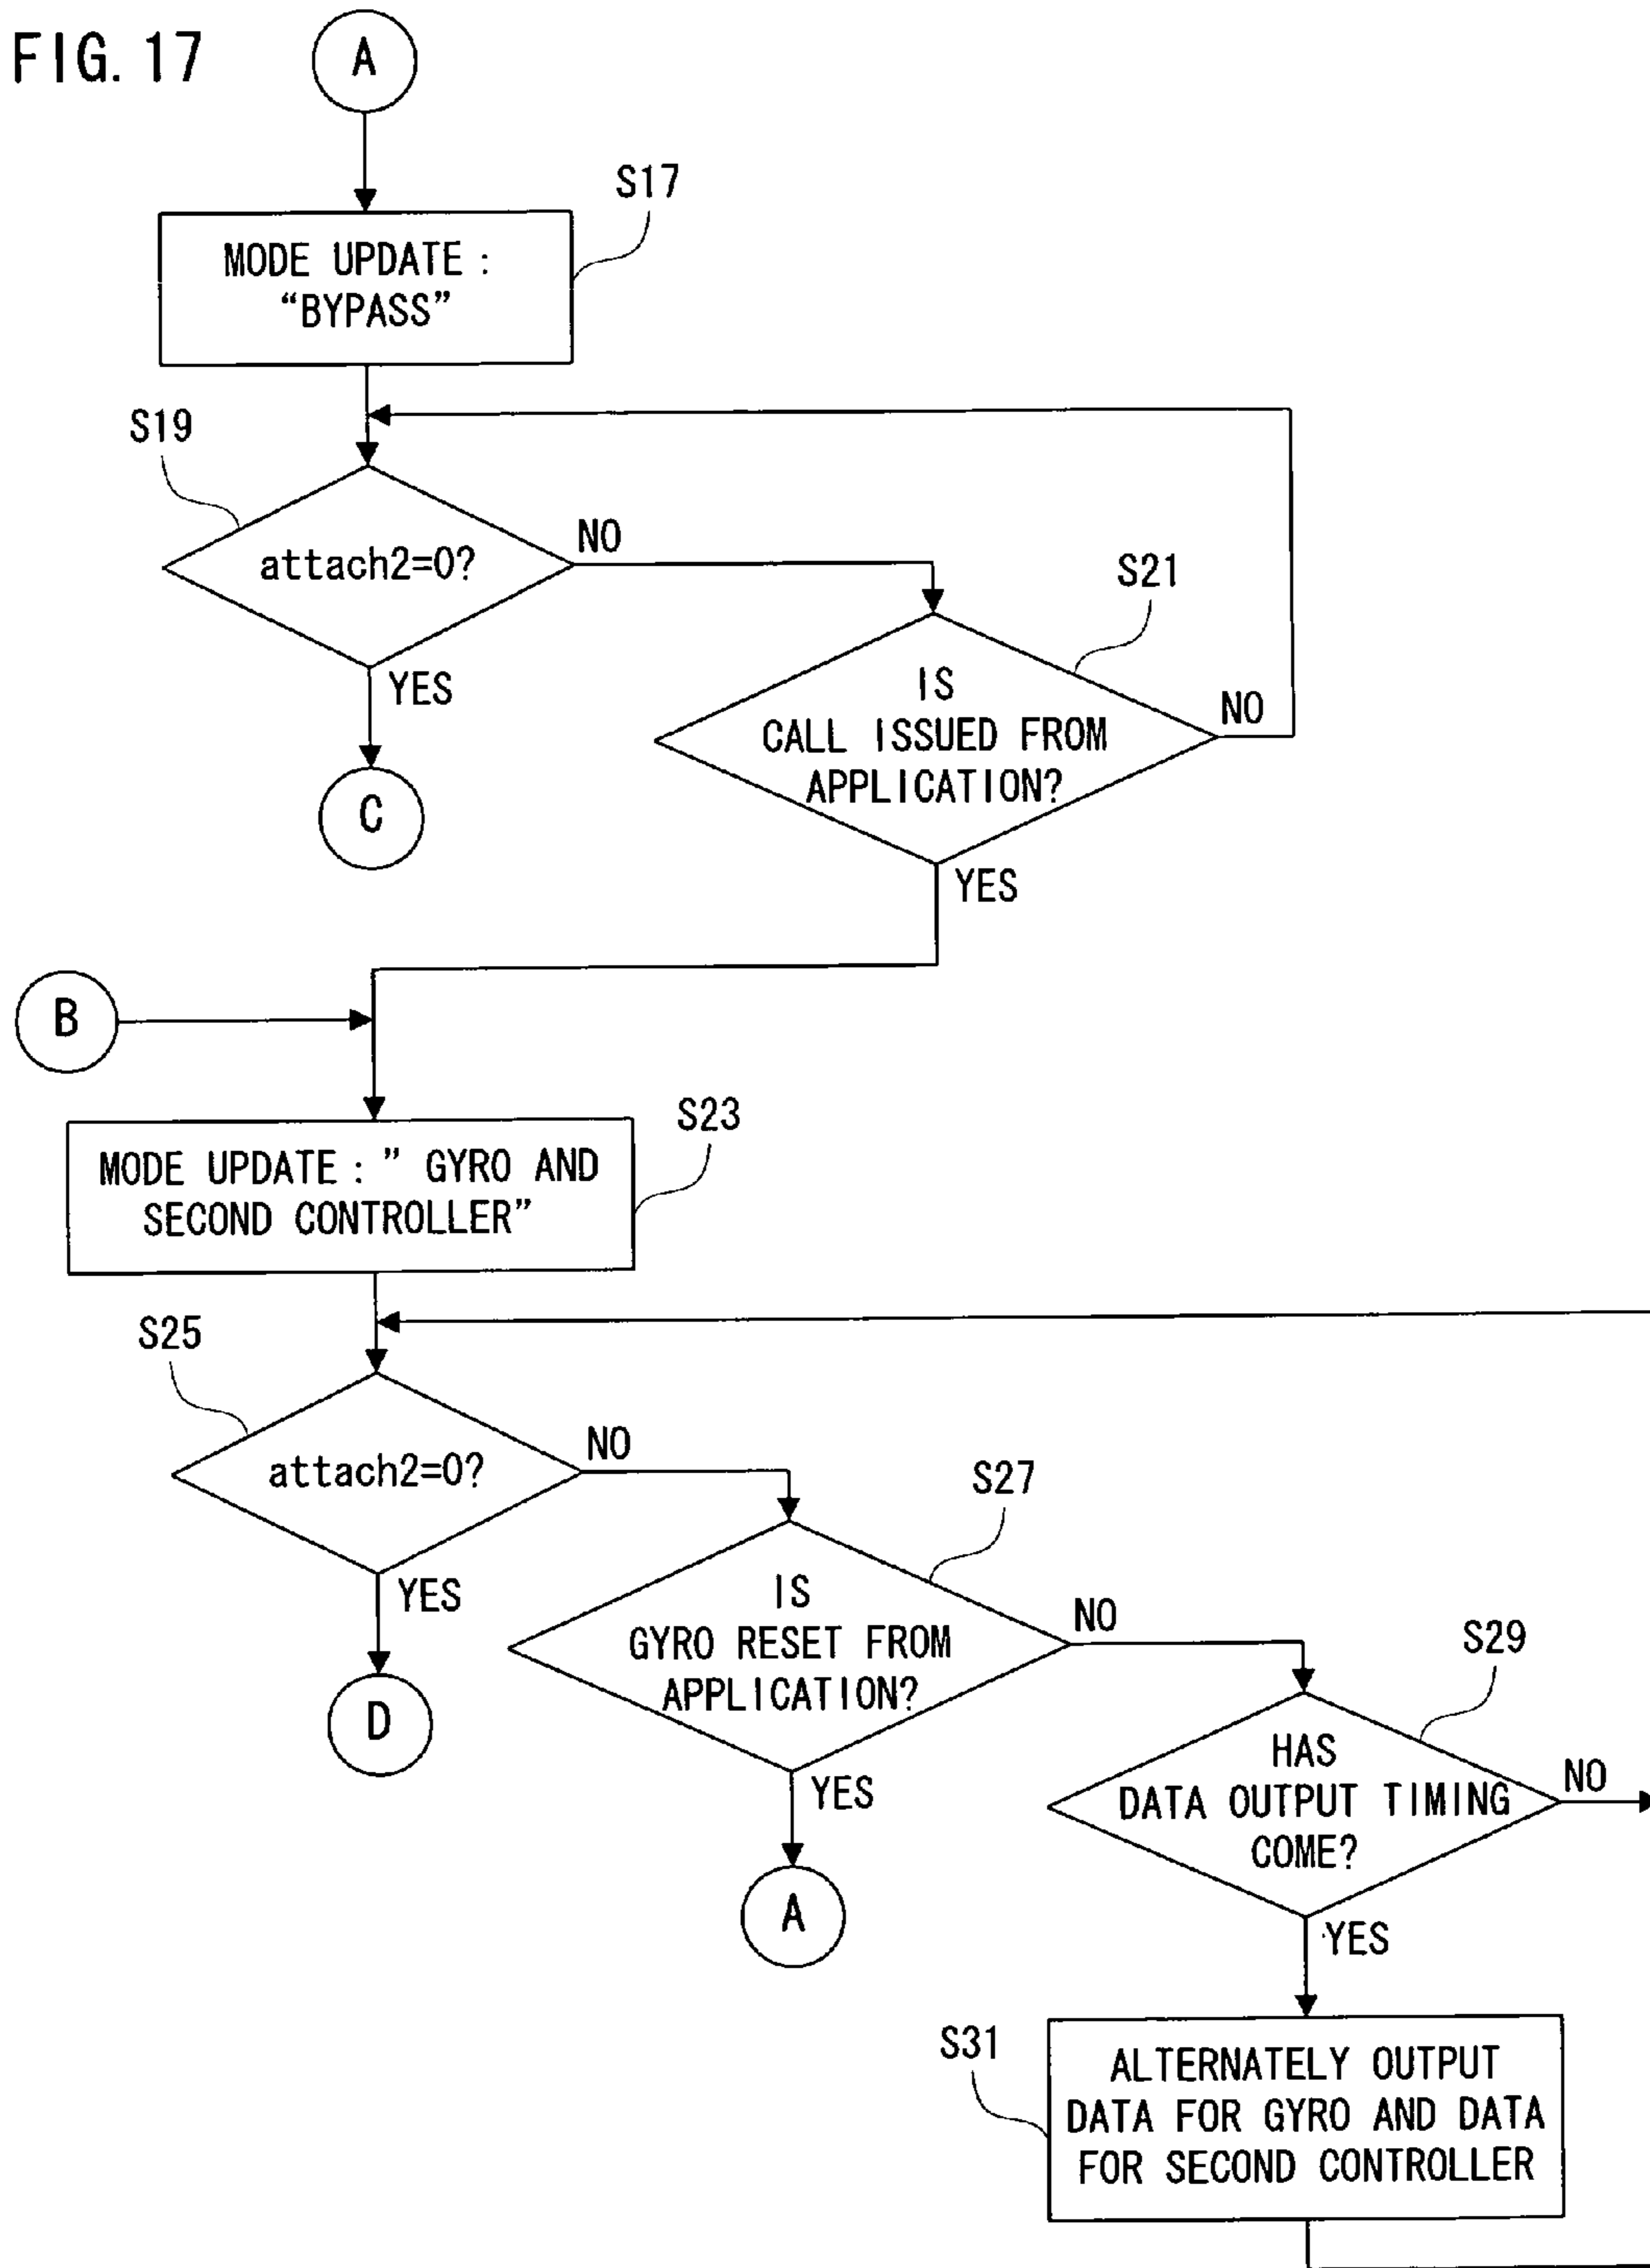 FIG. 17
A
S17
MODE UPDATE :
“BYPASS”
S19
attach2=0?
NO
YES
C
S21
IS
CALL ISSUED FROM
APPLICATION?
NO
YES
B
S23
MODE UPDATE : ” GYRO AND
SECOND CONTROLLER”
S25
attach2=0?
NO
YES
D
S27
IS
GYRO RESET FROM
APPLICATION?
NO
YES
A
S29
HAS
DATA OUTPUT TIMING
COME?
NO
YES
S31
ALTERNATELY OUTPUT
DATA FOR GYRO AND DATA
FOR SECOND CONTROLLER